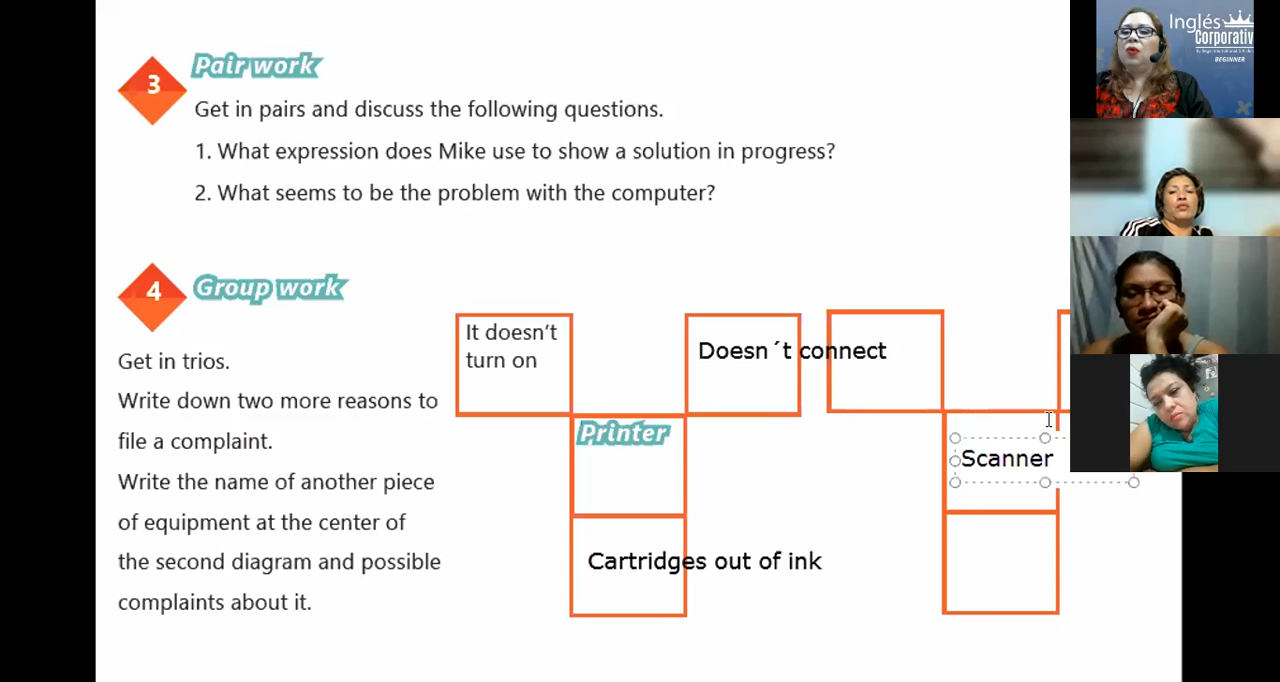 3
Pair work
Get in pairs and discuss the following questions.
1. What expression does Mike use to show a solution in progress?
2. What seems to be the problem with the computer?
4
Group work
Get in trios.
Write down two more reasons to
file a complaint.
Write the name of another piece
of equipment at the center of
the second diagram and possible
complaints about it.
It doesn't
turn on
Doesn´t connect
Printer
Cartridges out of ink
Scanner
Inglés
Corporativ
BEGINNER